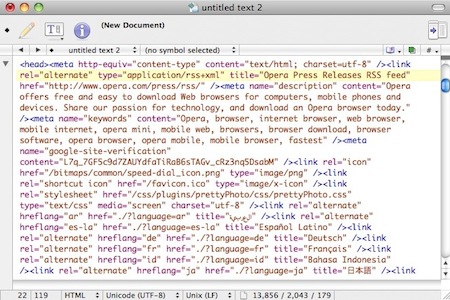 untitled text 2
(New Document)
untitled text 2 (no symbol selected)
<head><meta http-equiv="content-type" content="text/html; charset=utf-8" /><link
rel="alternate" type="application/rss+xml" title="Opera Press Releases RSS feed"
href="http://www.opera.com/press/rss/" /><meta name="description" content="Opera
offers free and easy to download Web browsers for computers, mobile phones and
devices. Share our passion for technology, and download an Opera browser today."
/><meta name="keywords" content="Opera, browser, internet browser, web browser,
mobile internet, opera mini, mobile web, browsers, browser download, browser
software, opera browser, opera mobile, mobile browser, fastest" /><meta
name="google-site-verification"
content="L7q_7GF5c9d7ZAUYdfaTiRaB6sTAGv_cRz3nq5DsabM" /><link rel="icon"
href="/bitmaps/common/speed-dial_icon.png" type="image/png" /><link
rel="shortcut icon" href="/favicon.ico" type="image/x-icon" /><link
rel="stylesheet" href="/css/plugins/prettyPhoto/css/prettyPhoto.css"
type="text/css" media="screen" charset="utf-8" /><link rel="alternate"
hreflang="ar" href="./?language=ar" title="العربي" /><link rel="alternate"
hreflang="es-la" href="./?language=es-la" title="Español Latino" /><link
rel="alternate" hreflang="de" href="./?language=de" title="Deutsch" /><link
rel="alternate" hreflang="fr" href="./?language=fr" title="Français" /><link
rel="alternate" hreflang="id" href="./?language=id" title="Bahasa Indonesia"
/><link rel="alternate" hreflang="ja" href="./?language=ja" title="日本語" /><link
22 119 HTML Unicode (UTF-8) Unix (LF) 13,856 / 2,043 / 179